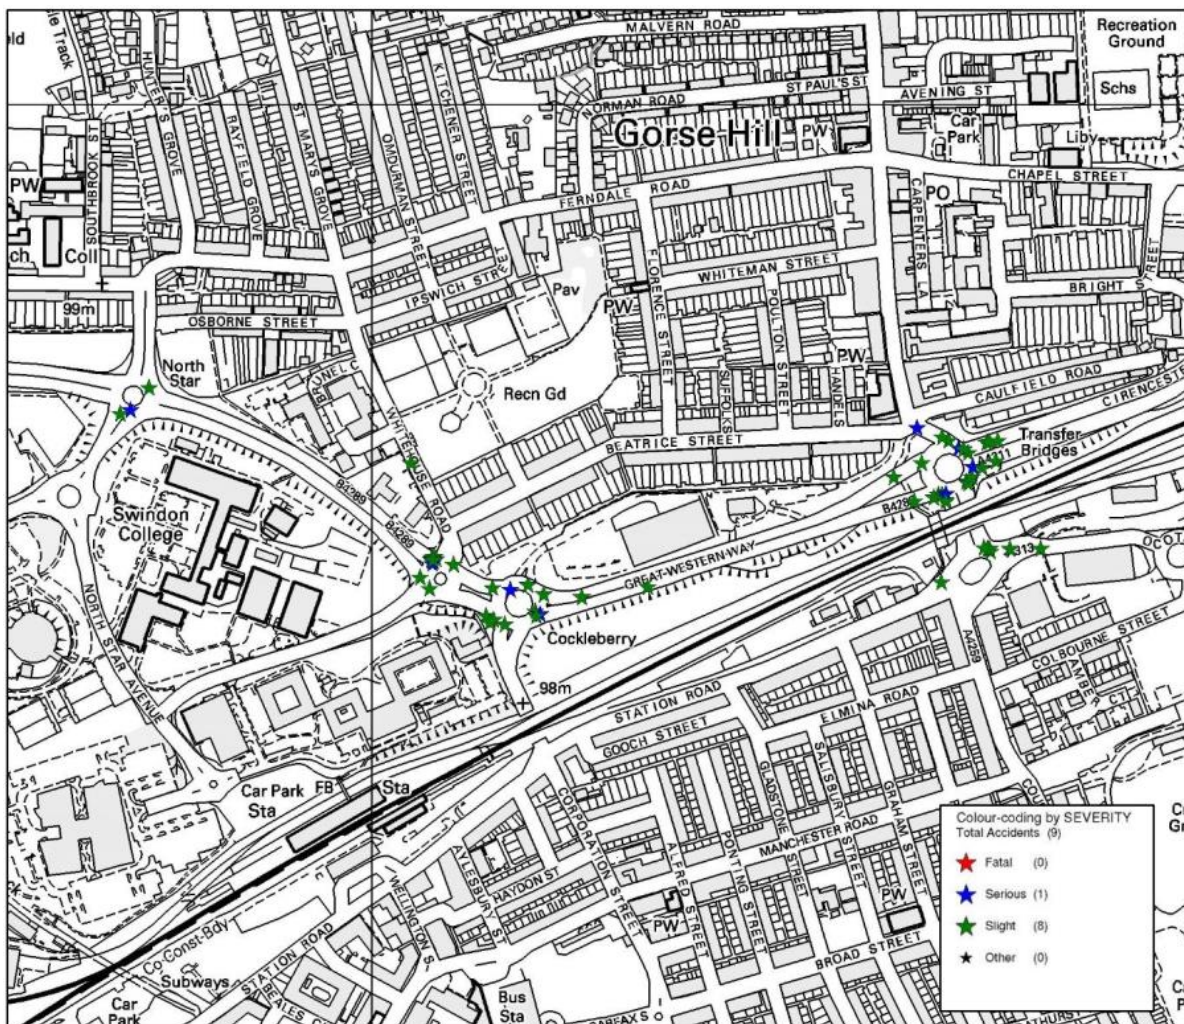 MALVERN ROAD
Recreation
Ground
Track
HUNTER'S GROVE
KITCHENER STREET
NORMAN ROAD
ST PAUL'S ST
AVENING ST
Schs
RAYFIELD GROVE
ST MARY'S GROVE
OMDURMAN STREET
Gorse Hill
PW
Car
Park
Liby
PW
SOUTHBROOK ST
FERNDALE ROAD
CHAPEL STREET
PO
CARPENTERS LA
Coll
IPSWICH STREET
FLORENCE STREET
WHITEMAN STREET
Pav
PW
POULTON STREET
99m
OSBORNE STREET
North
Star
Recn Gd
PW
CAULFIELD ROAD
WHITEHOUSE ROAD
BEATRICE STREET
Transfer
Bridges
B4289
Swindon
College
B4289
GREAT WESTERN WAY
NORTH STAR AVENUE
Cockleberry
A4289
COLBOURNE STREET
98m
STATION ROAD
ELMINA ROAD
GOOCH STREET
Car Park
Sta
FB
Sta
GLADSTONE STREET
SALISBURY STREET
GRAHAM STREET
CORPORATION STREET
MANCHESTER ROAD
AYLESBURY ST
HAYDON ST
ALFRED STREET
PONTING STREET
PW
PW
WELLINGTON S
Co Const Bdy
STATION ROAD
Subways
BROAD STREET
Car
Park
Bus
Sta
Colour-coding by SEVERITY
Total Accidents (9)
Fatal (0)
Serious (1)
Slight (8)
Other (0)